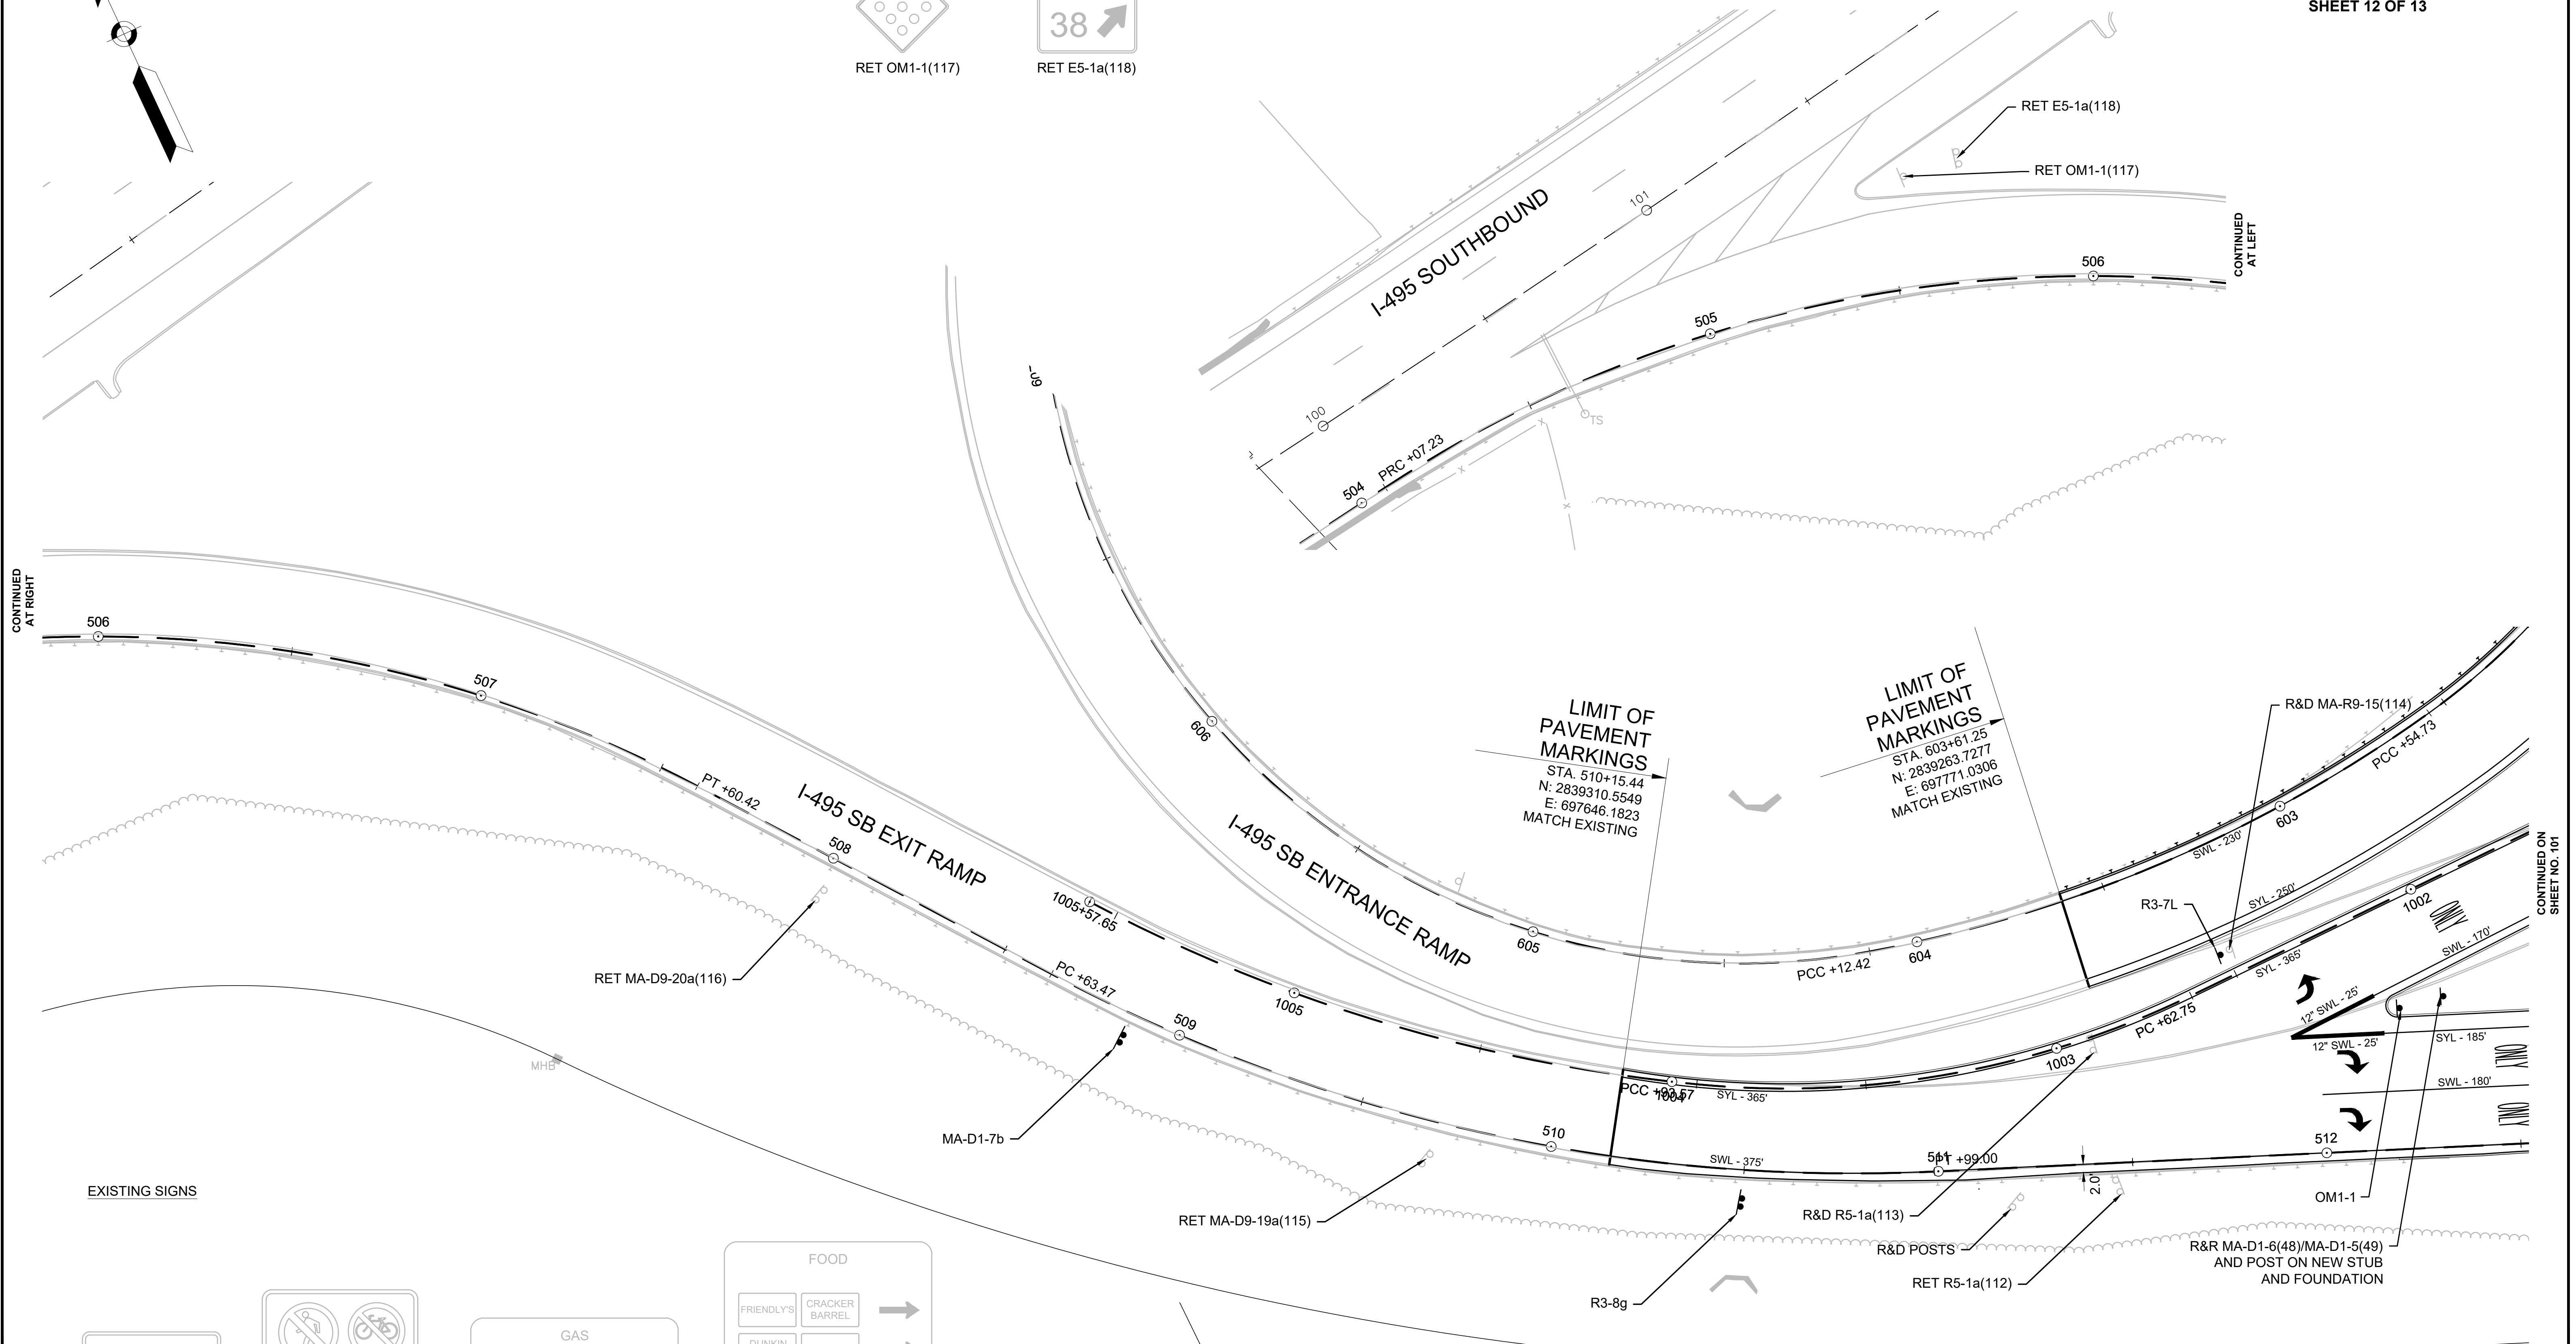 SHEET 12 OF 13
38
RET OM1-1(117)
RET E5-1a(118)
RET E5-1a(118)
RET OM1-1(117)
I-495 SOUTHBOUND
101
100
CONTINUED
AT LEFT
506
505
504
PRC +07.23
TS
CONTINUED
AT RIGHT
506
507
PT +60.42
508
I-495 SB EXIT RAMP
1005+57.65
PC +63.47
509
1005
606
I-495 SB ENTRANCE RAMP
605
PCC +12.42
604
LIMIT OF
PAVEMENT
MARKINGS
STA. 510+15.44
N: 2839310.5549
E: 697646.1823
MATCH EXISTING
LIMIT OF
PAVEMENT
MARKINGS
STA. 603+61.25
N: 2839263.7277
E: 697771.0306
MATCH EXISTING
R&D MA-R9-15(114)
PCC +54.73
603
SWL - 230'
SYL - 250'
R3-7L
1002
SYL - 365'
SWL - 170'
PC +62.75
1003
12" SWL - 25'
12" SWL - 25'
SYL - 185'
SWL - 180'
ONLY
ONLY
ONLY
CONTINUED ON
SHEET NO. 101
PCC +93.57
1004
SYL - 365'
510
SWL - 375'
511
PT +99.00
512
2.0'
RET MA-D9-20a(116)
MHB
MA-D1-7b
RET MA-D9-19a(115)
R3-8g
R&D R5-1a(113)
R&D POSTS
RET R5-1a(112)
OM1-1
R&R MA-D1-6(48)/MA-D1-5(49)
AND POST ON NEW STUB
AND FOUNDATION
EXISTING SIGNS
GAS
FOOD
FRIENDLY'S
CRACKER
BARREL
DUNKIN